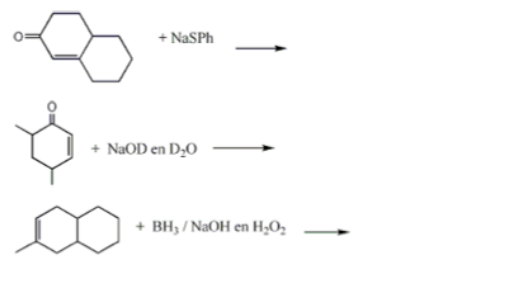 O
+ NaSPh
O
+ NaOD en D₂O
+ BH₃ / NaOH en H₂O₂